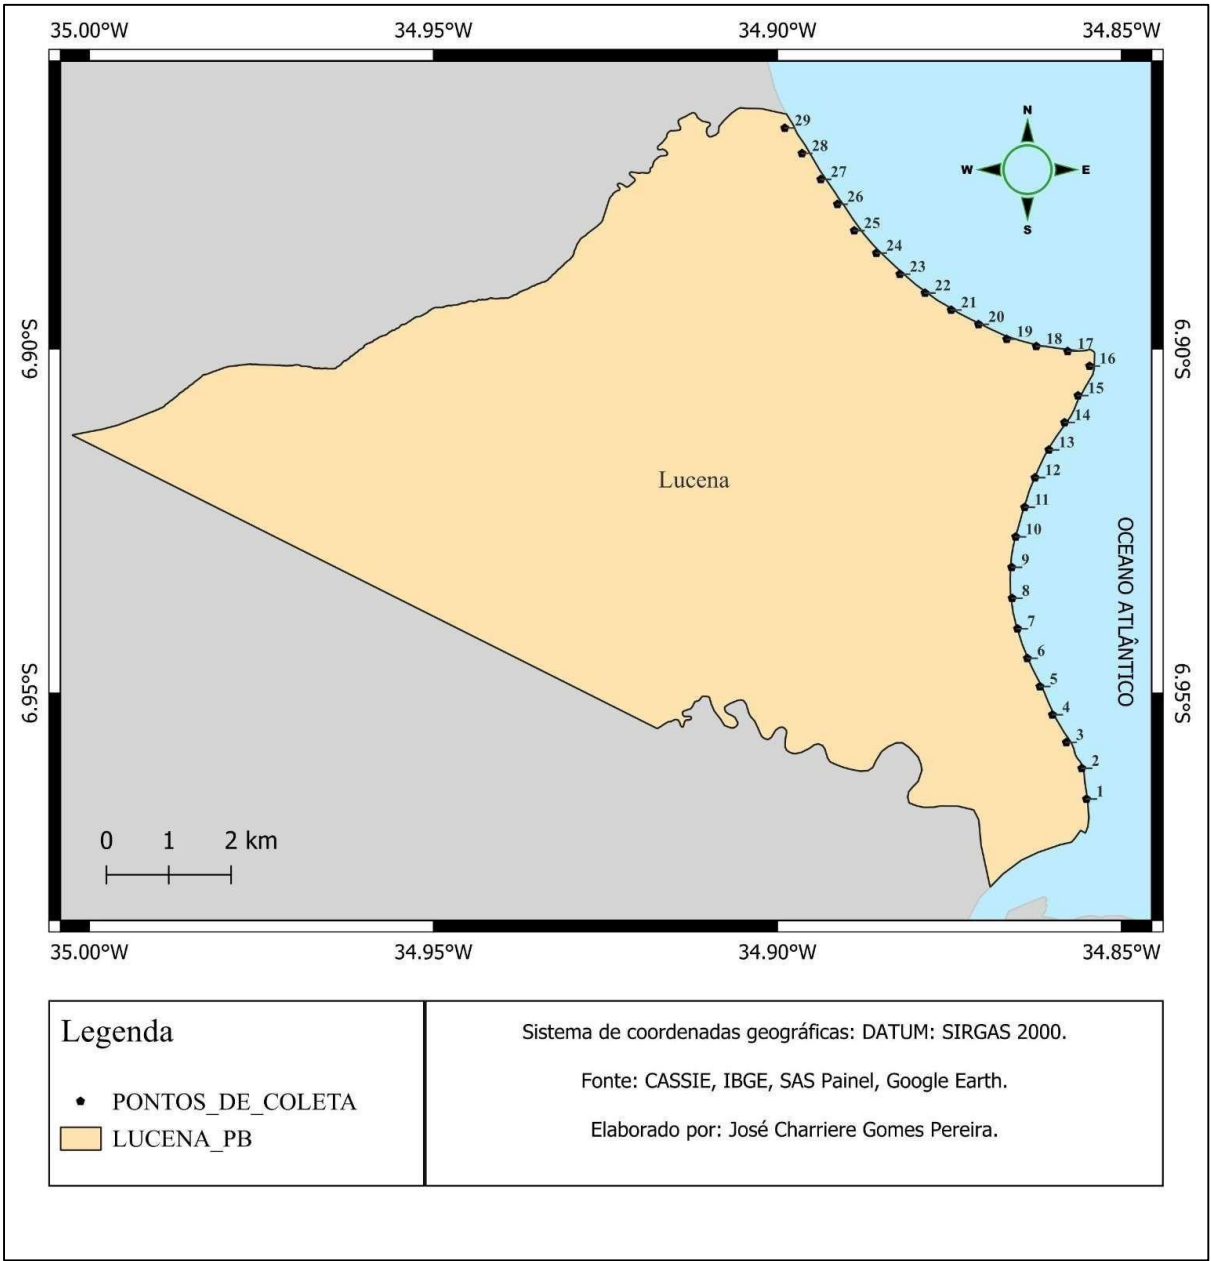 35.00°W 34.95°W 34.90°W 34.85°W
N
W E
S
29
28
27
26
25
24
23
22
21
20
19
18
17
16
15
14
13
12
11
10
9
8
7
6
5
4
3
2
1
6.90°S 6.90°S
Lucena
OCEANO ATLÂNTICO
6.95°S 6.95°S
0 1 2 km
35.00°W 34.95°W 34.90°W 34.85°W
Legenda
PONTOS_DE_COLETA
LUCENA_PB
Sistema de coordenadas geográficas: DATUM: SIRGAS 2000.
Fonte: CASSIE, IBGE, SAS Painel, Google Earth.
Elaborado por: José Charriere Gomes Pereira.